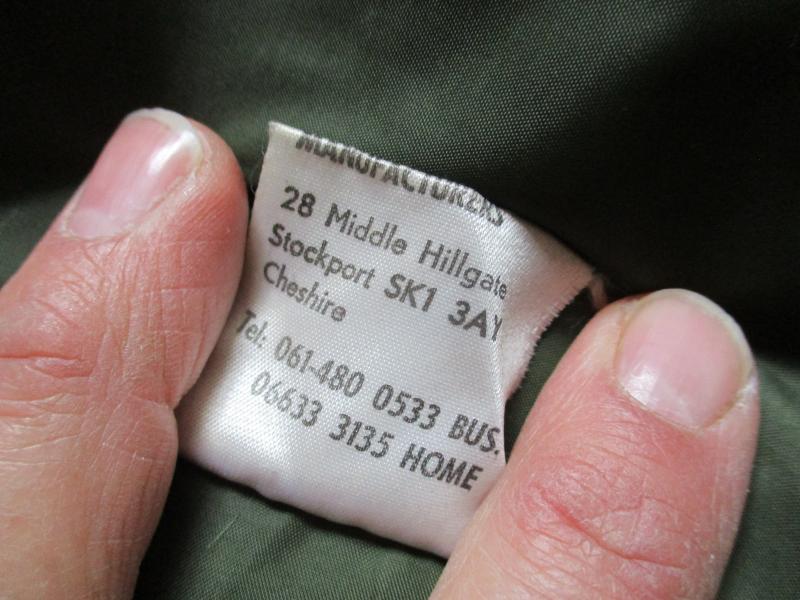 MANUFACTURERS
28 Middle Hillgate
Stockport SK1 3AY
Cheshire
Tel: 061-480 0533 BUS.
06633 3135 HOME